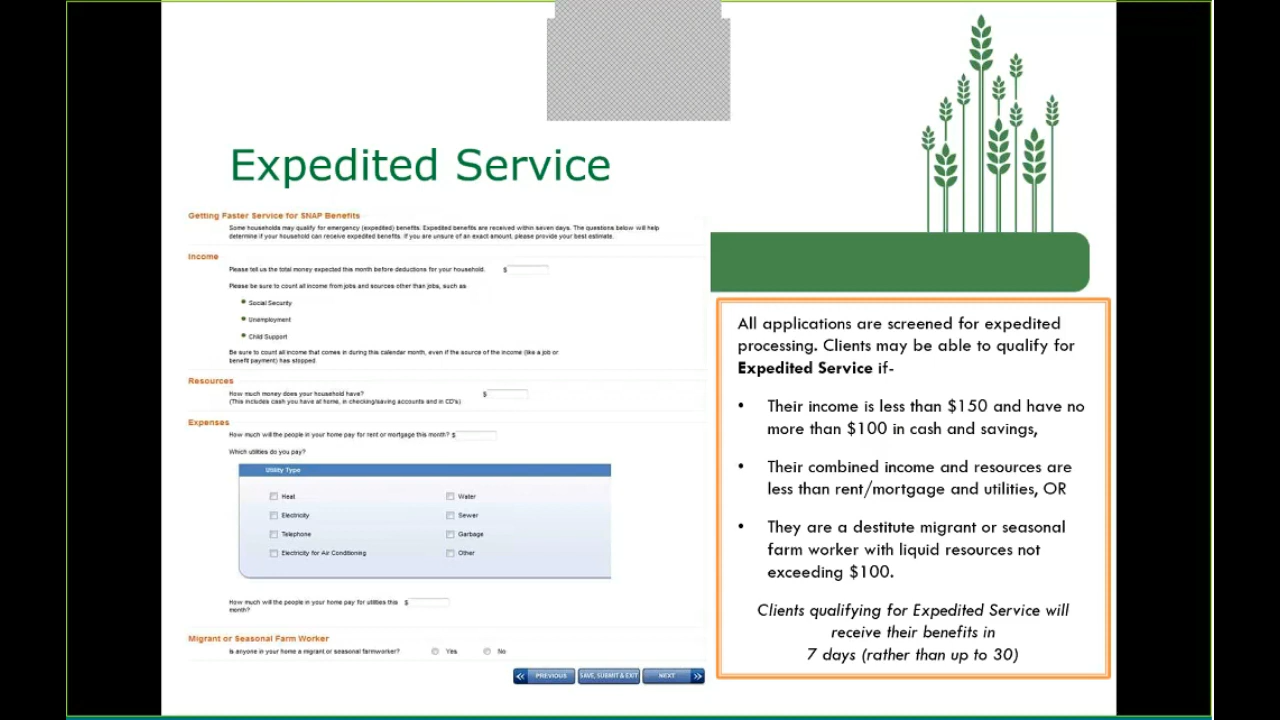 Expedited Service
Getting Faster Service for SNAP Benefits
Some households may qualify for emergency (expedited) benefits. Expedited benefits are received within seven days. The questions below will help
determine if your household can receive expedited benefits. If you are unsure of an exact amount, please provide your best estimate.
Income
Please tell us the total money expected this month before deductions for your household. $
Please be sure to count all income from jobs and sources other than jobs, such as:
• Social Security
• Unemployment
• Child Support
Be sure to count all income that comes in during this calendar month, even if the source of the income (like a job or
benefit payment) has stopped.
Resources
How much money does your household have? $
(This includes cash you have at home, in checking/saving accounts and in CD's)
Expenses
How much will the people in your home pay for rent or mortgage this month? $
Which utilities do you pay?
Utility Type
Heat Water
Electricity Sewer
Telephone Garbage
Electricity for Air Conditioning Other
How much will the people in your home pay for utilities this $
month?
Migrant or Seasonal Farm Worker
Is anyone in your home a migrant or seasonal farmworker? Yes No
« PREVIOUS SAVE, SUBMIT & EXIT NEXT »
All applications are screened for expedited
processing. Clients may be able to qualify for
Expedited Service if-
• Their income is less than $150 and have no
more than $100 in cash and savings,
• Their combined income and resources are
less than rent/mortgage and utilities, OR
• They are a destitute migrant or seasonal
farm worker with liquid resources not
exceeding $100.
Clients qualifying for Expedited Service will
receive their benefits in
7 days (rather than up to 30)